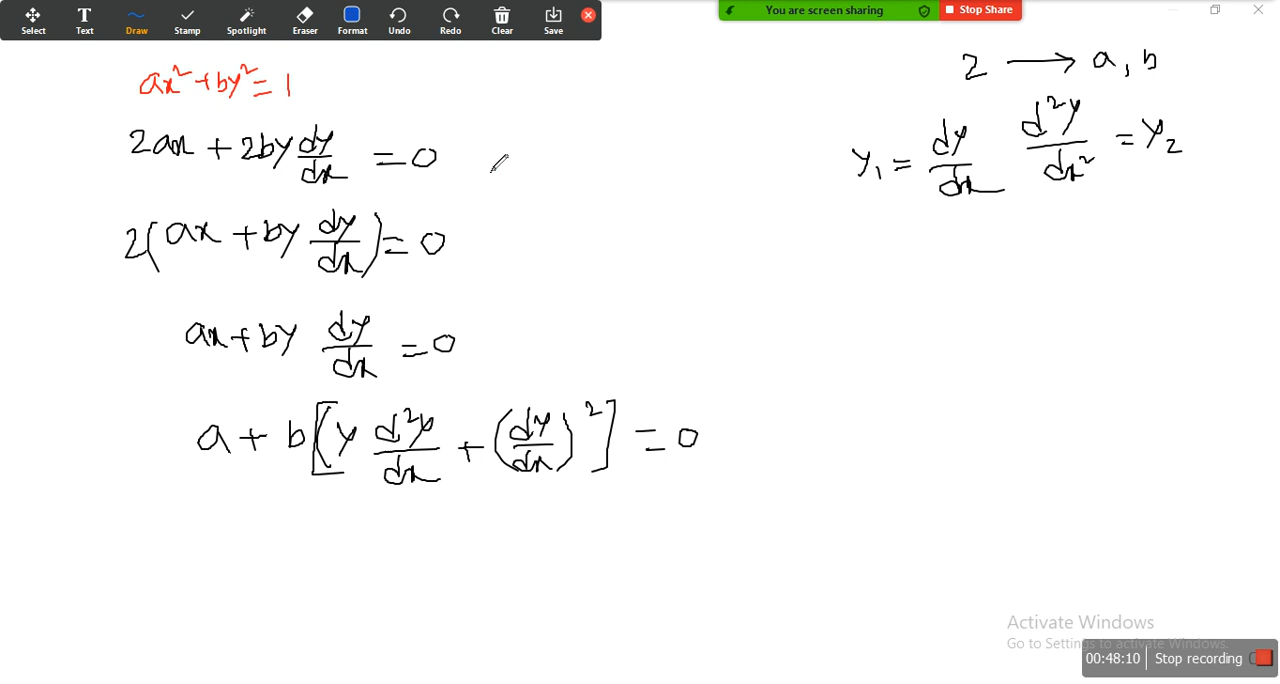 Select Text Draw Stamp Spotlight Eraser Format Undo Redo Clear Save
You are screen sharing Stop Share
ax² + by² = 1
2ax + 2by dy/dx = 0
2(ax + by dy/dx) = 0
ax + by dy/dx = 0
a + b[(y d²y/dx + (dy/dx)²] = 0
2 → a, b
y₁ = dy/dx d²y/dx² = y₂
Activate Windows
Go to Settings to activate Windows.
00:48:10 Stop recording